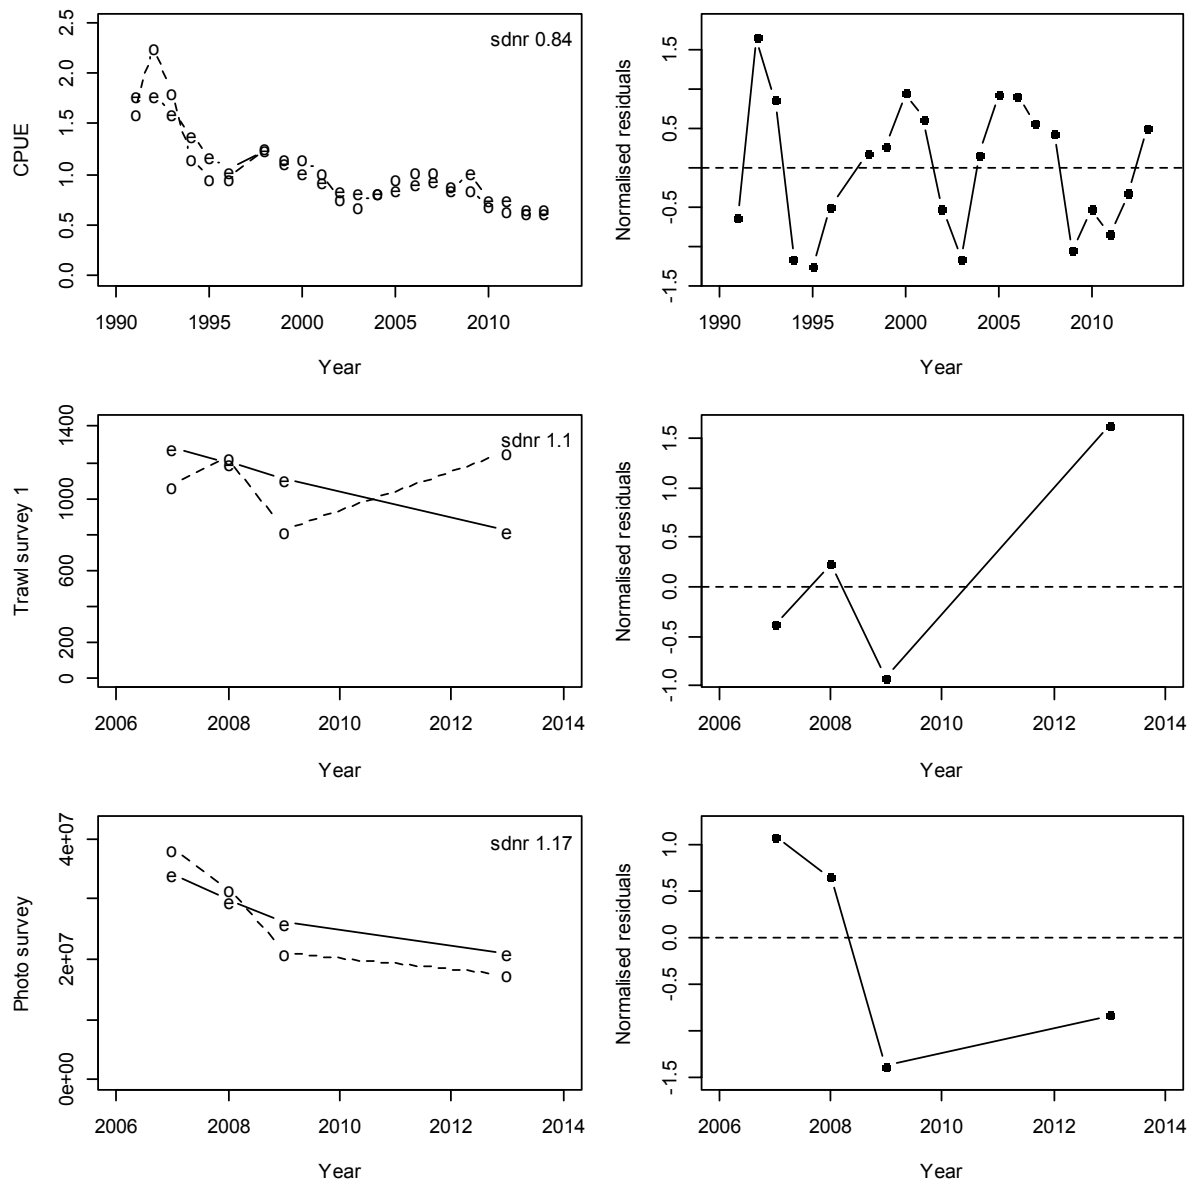 CPUE
2.5
2.0
1.5
1.0
0.5
0.0
sdnr 0.84
1990 1995 2000 2005 2010
Year
Normalised residuals
1.5
0.5
-0.5
-1.5
1990 1995 2000 2005 2010
Year
Trawl survey 1
1400
1000
600
200
0
sdnr 1.1
2006 2008 2010 2012 2014
Year
Normalised residuals
1.5
1.0
0.5
0.0
-0.5
-1.0
2006 2008 2010 2012 2014
Year
Photo survey
4e+07
2e+07
0e+00
sdnr 1.17
2006 2008 2010 2012 2014
Year
Normalised residuals
1.0
0.5
0.0
-0.5
-1.5
2006 2008 2010 2012 2014
Year